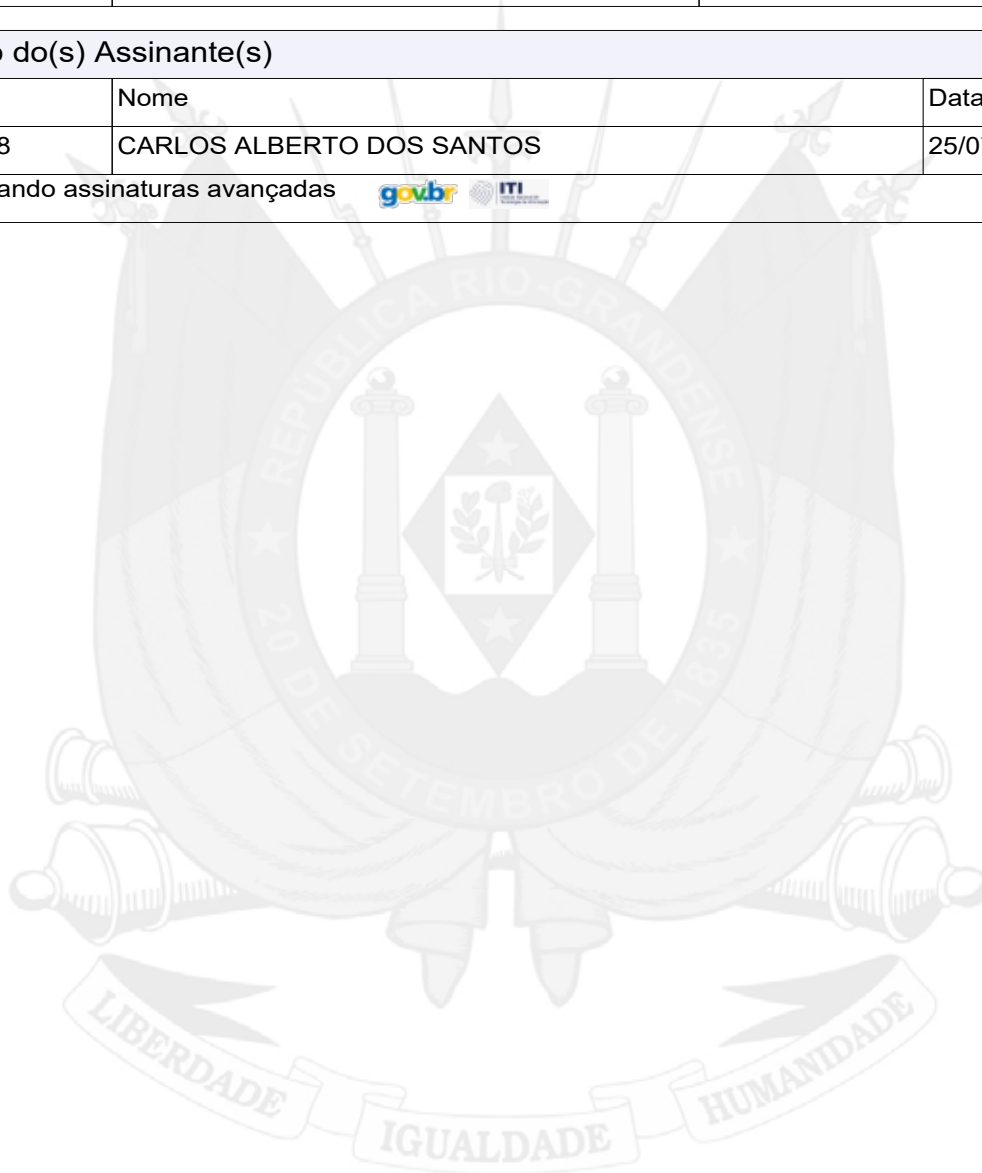 o do(s) Assinante(s)
Nome Data
8 CARLOS ALBERTO DOS SANTOS 25/0
ando assinaturas avançadas gov.br ITI
REPÚBLICA RIO-GRANDENSE
20 DE SETEMBRO DE 1835
LIBERDADE IGUALDADE HUMANIDADE